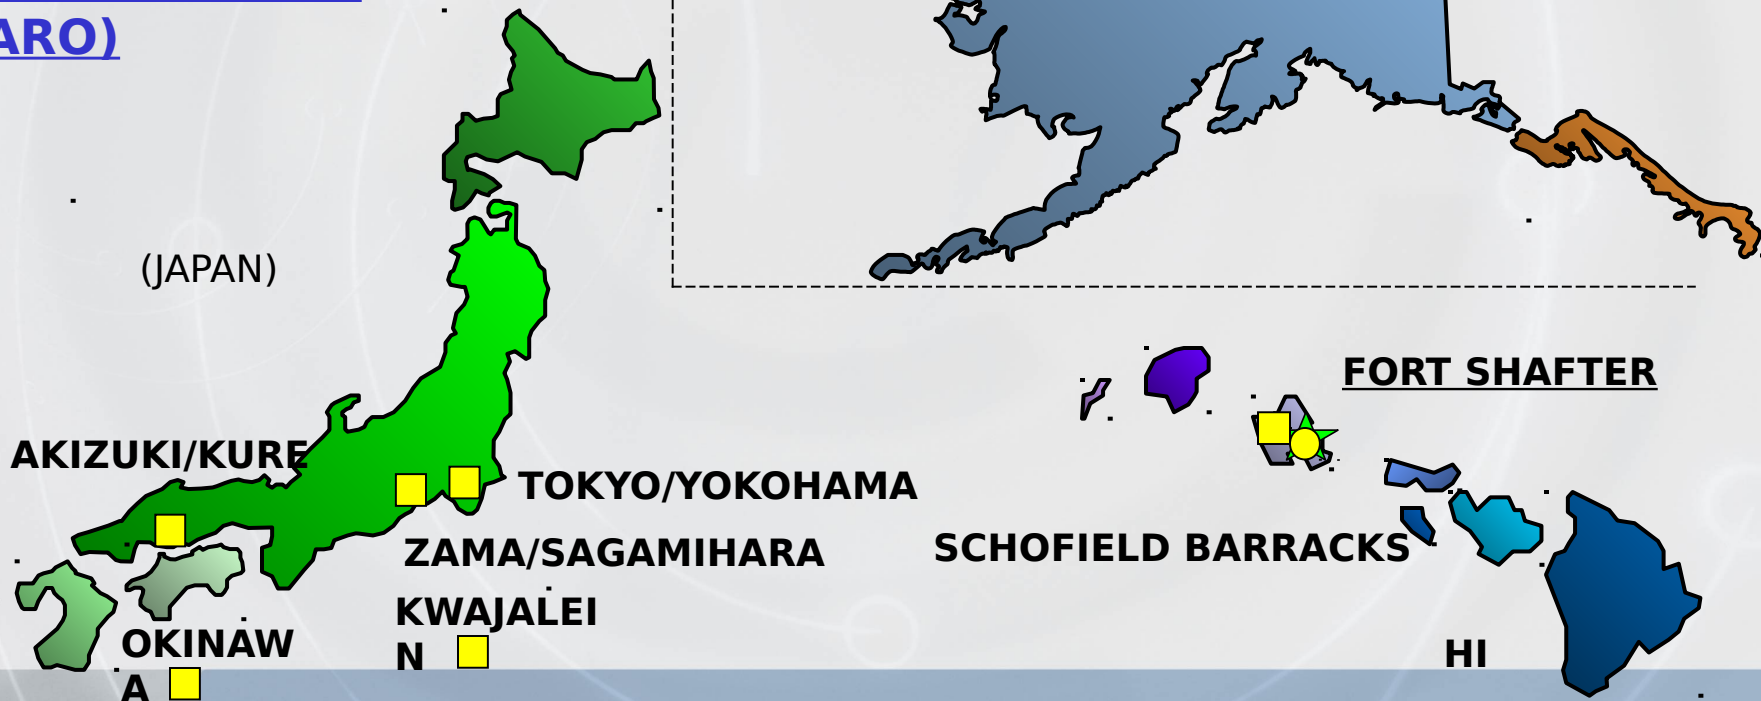 ARO)
(JAPAN)
FORT SHAFTER
AKIZUKI/KURE
TOKYO/YOKOHAMA
ZAMA/SAGAMIHARA
SCHOFIELD BARRACKS
KWAJALEI
N
OKINAW
A
HI